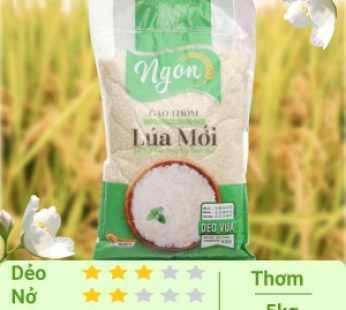 Ngon
GẠO THƠM
Lúa Mới
DẺO VỪA
Dẻo
Nở
Thơm
5kg